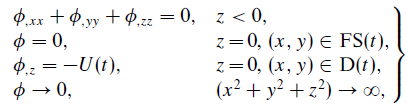 ϕ,xx + ϕ,yy + ϕ,zz = 0, z < 0,
ϕ = 0, z = 0, (x, y) ∈ FS(t),
ϕ,z = −U(t), z = 0, (x, y) ∈ D(t),
ϕ → 0, (x² + y² + z²) → ∞,